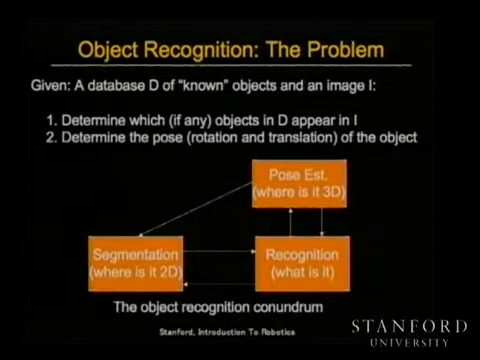 Object Recognition: The Problem
Given: A database D of “known” objects and an image I:
1. Determine which (if any) objects in D appear in I
2. Determine the pose (rotation and translation) of the object
Pose Est.
(where is it 3D)
Segmentation
(where is it 2D)
Recognition
(what is it)
The object recognition conundrum
Stanford, Introduction To Robotics
STANFORD
UNIVERSITY